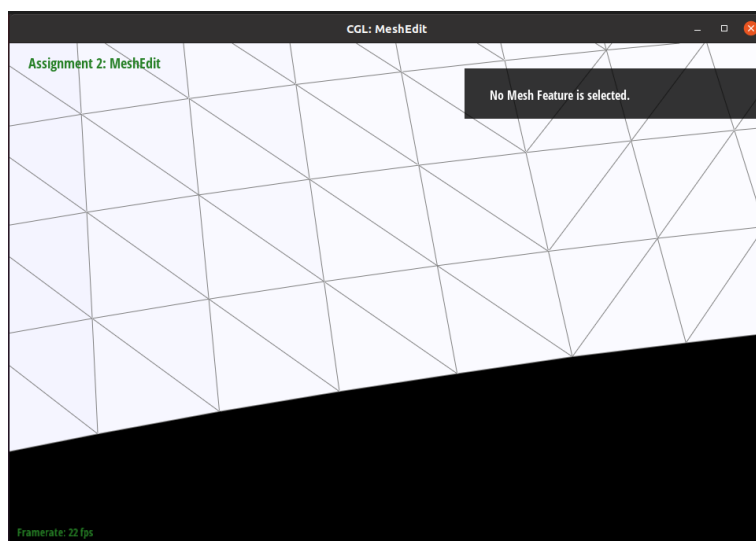 CGL: MeshEdit
Assignment 2: MeshEdit
No Mesh Feature is selected.
Framerate: 22 fps